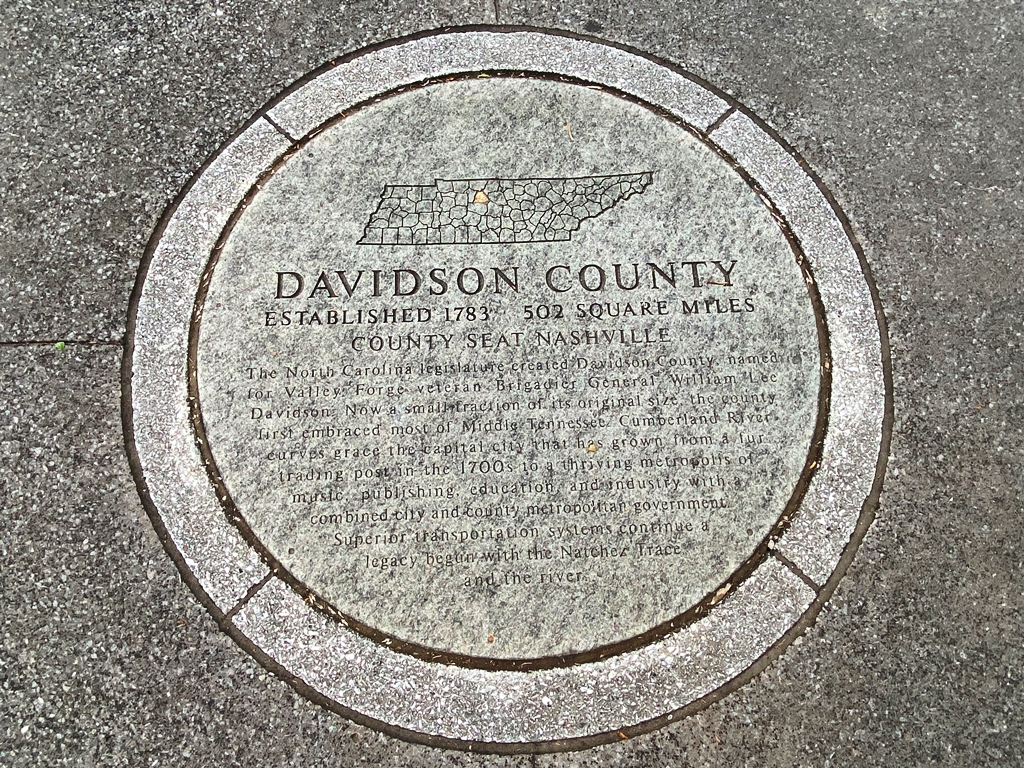 DAVIDSON COUNTY
ESTABLISHED 1783 502 SQUARE MILES
COUNTY SEAT NASHVILLE
The North Carolina legislature created Davidson County, named
for Valley Forge veteran Brigadier General William Lee
Davidson. Now a small fraction of its original size, the county
first embraced most of Middle Tennessee. Cumberland River
curves grace the capital city that has grown from a fur
trading post in the 1700s to a thriving metropolis of
music, publishing, education, and industry with a
combined city and county metropolitan government.
Superior transportation systems continue a
legacy begun with the Natchez Trace
and the river.